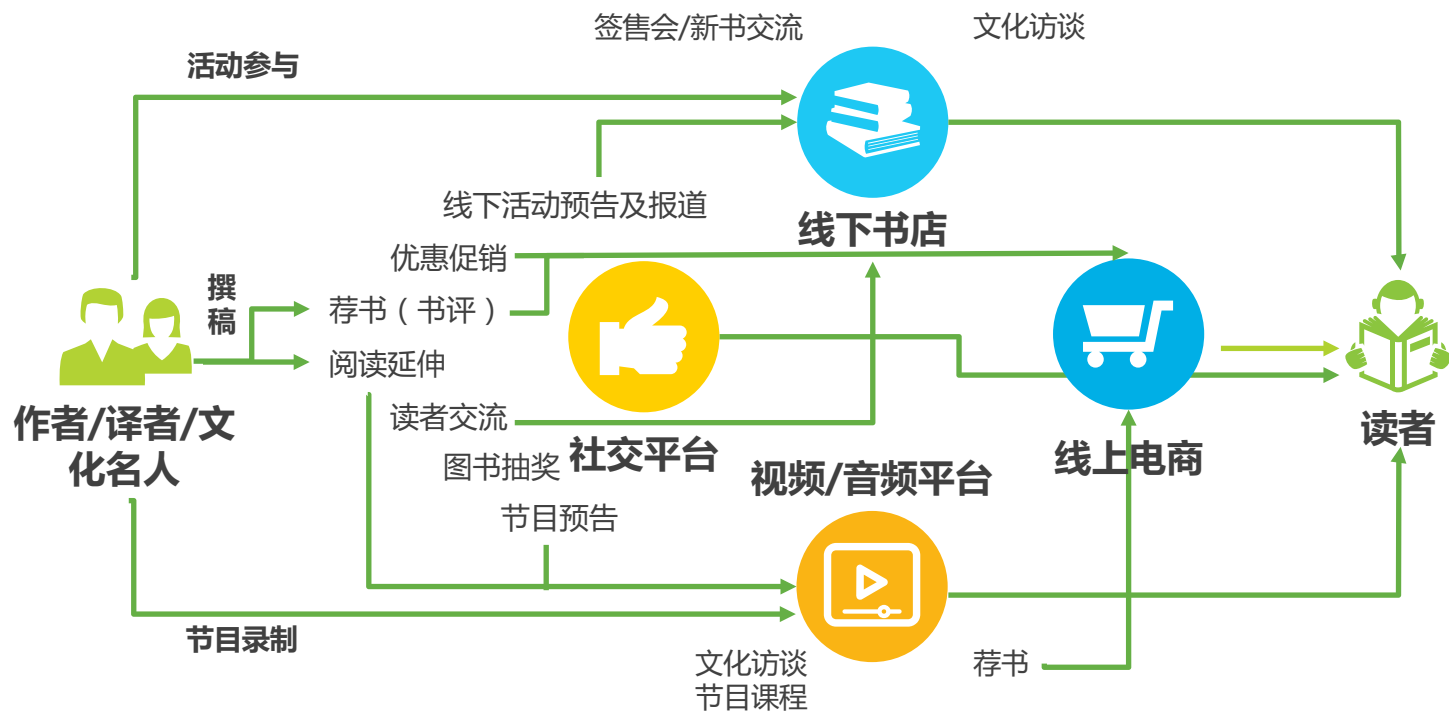 签售会/新书交流
文化访谈
活动参与
线下活动预告及报道
线下书店
优惠促销
撰
稿
荐书（书评）
阅读延伸
读者交流
作者/译者/文
化名人
社交平台
图书抽奖
视频/音频平台
线上电商
读者
节目预告
节目录制
文化访谈
节目课程
荐书